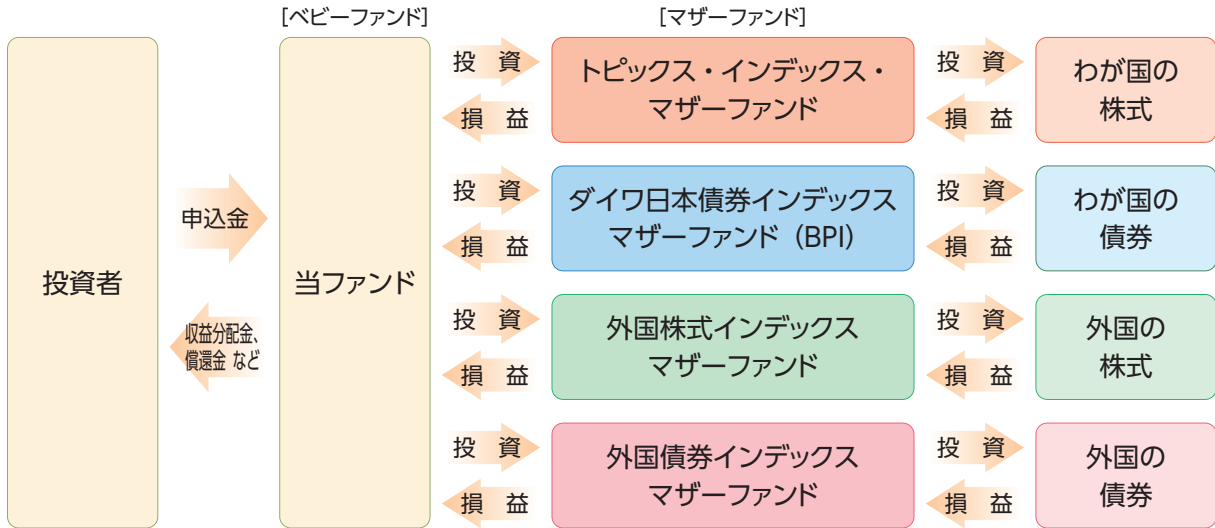 [ベビーファンド]
[マザーファンド]
投資者
申込金
収益分配金、
償還金 など
当ファンド
投 資
損 益
トピックス・インデックス・
マザーファンド
投 資
損 益
わが国の
株式
投 資
損 益
ダイワ日本債券インデックス
マザーファンド（BPI）
投 資
損 益
わが国の
債券
投 資
損 益
外国株式インデックス
マザーファンド
投 資
損 益
外国の
株式
投 資
損 益
外国債券インデックス
マザーファンド
投 資
損 益
外国の
債券